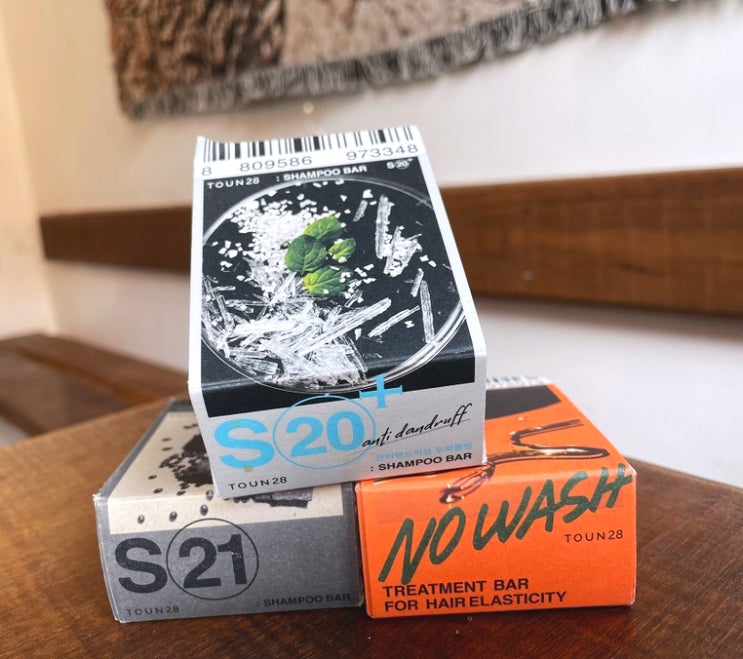 8 809586 973348
TOUN28 : SHAMPOO BAR S20+
S20+
anti dandruff
: SHAMPOO BAR
TOUN28
S21
TOUN28 : SHAMPOO BAR
NO WASH
TOUN28
TREATMENT BAR
FOR HAIR ELASTICITY